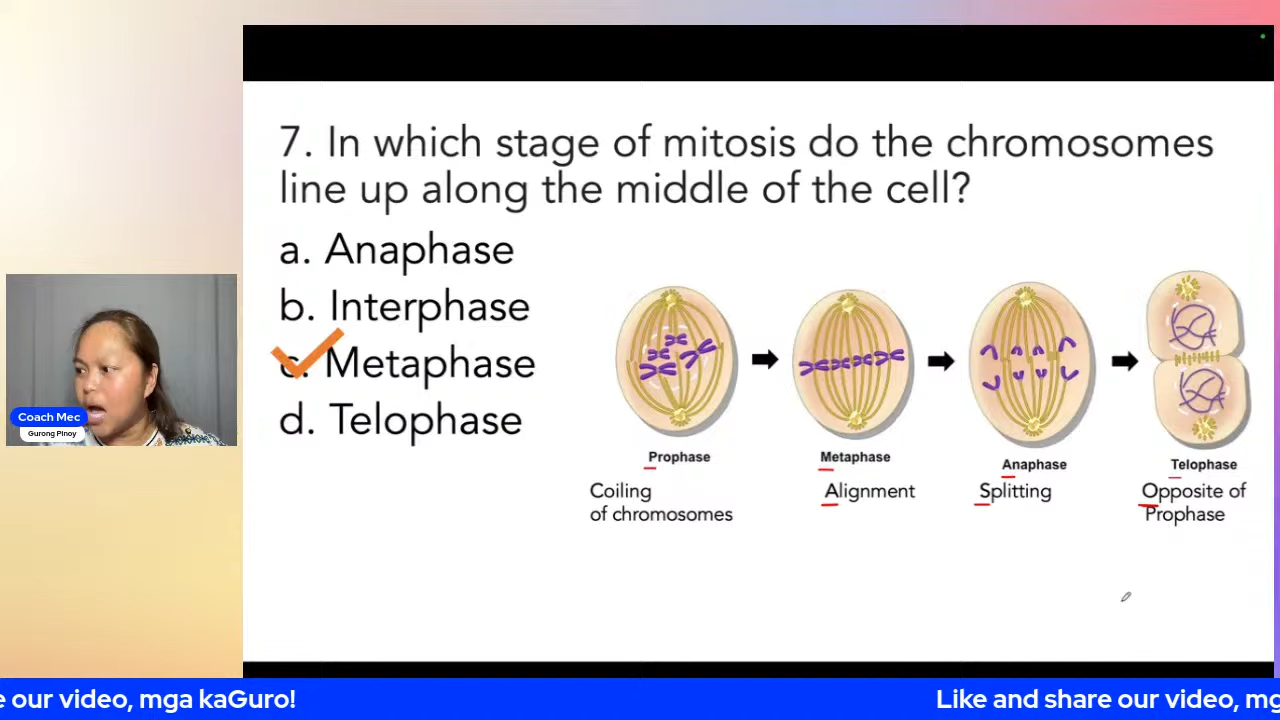 7. In which stage of mitosis do the chromosomes
line up along the middle of the cell?
a. Anaphase
b. Interphase
c. Metaphase
d. Telophase
Prophase
Metaphase
Anaphase
Telophase
Coiling
of chromosomes
Alignment
Splitting
Opposite of
Prophase
Coach Mec
Gurong Pinoy
e our video, mga kaGuro!
Like and share our video, mg